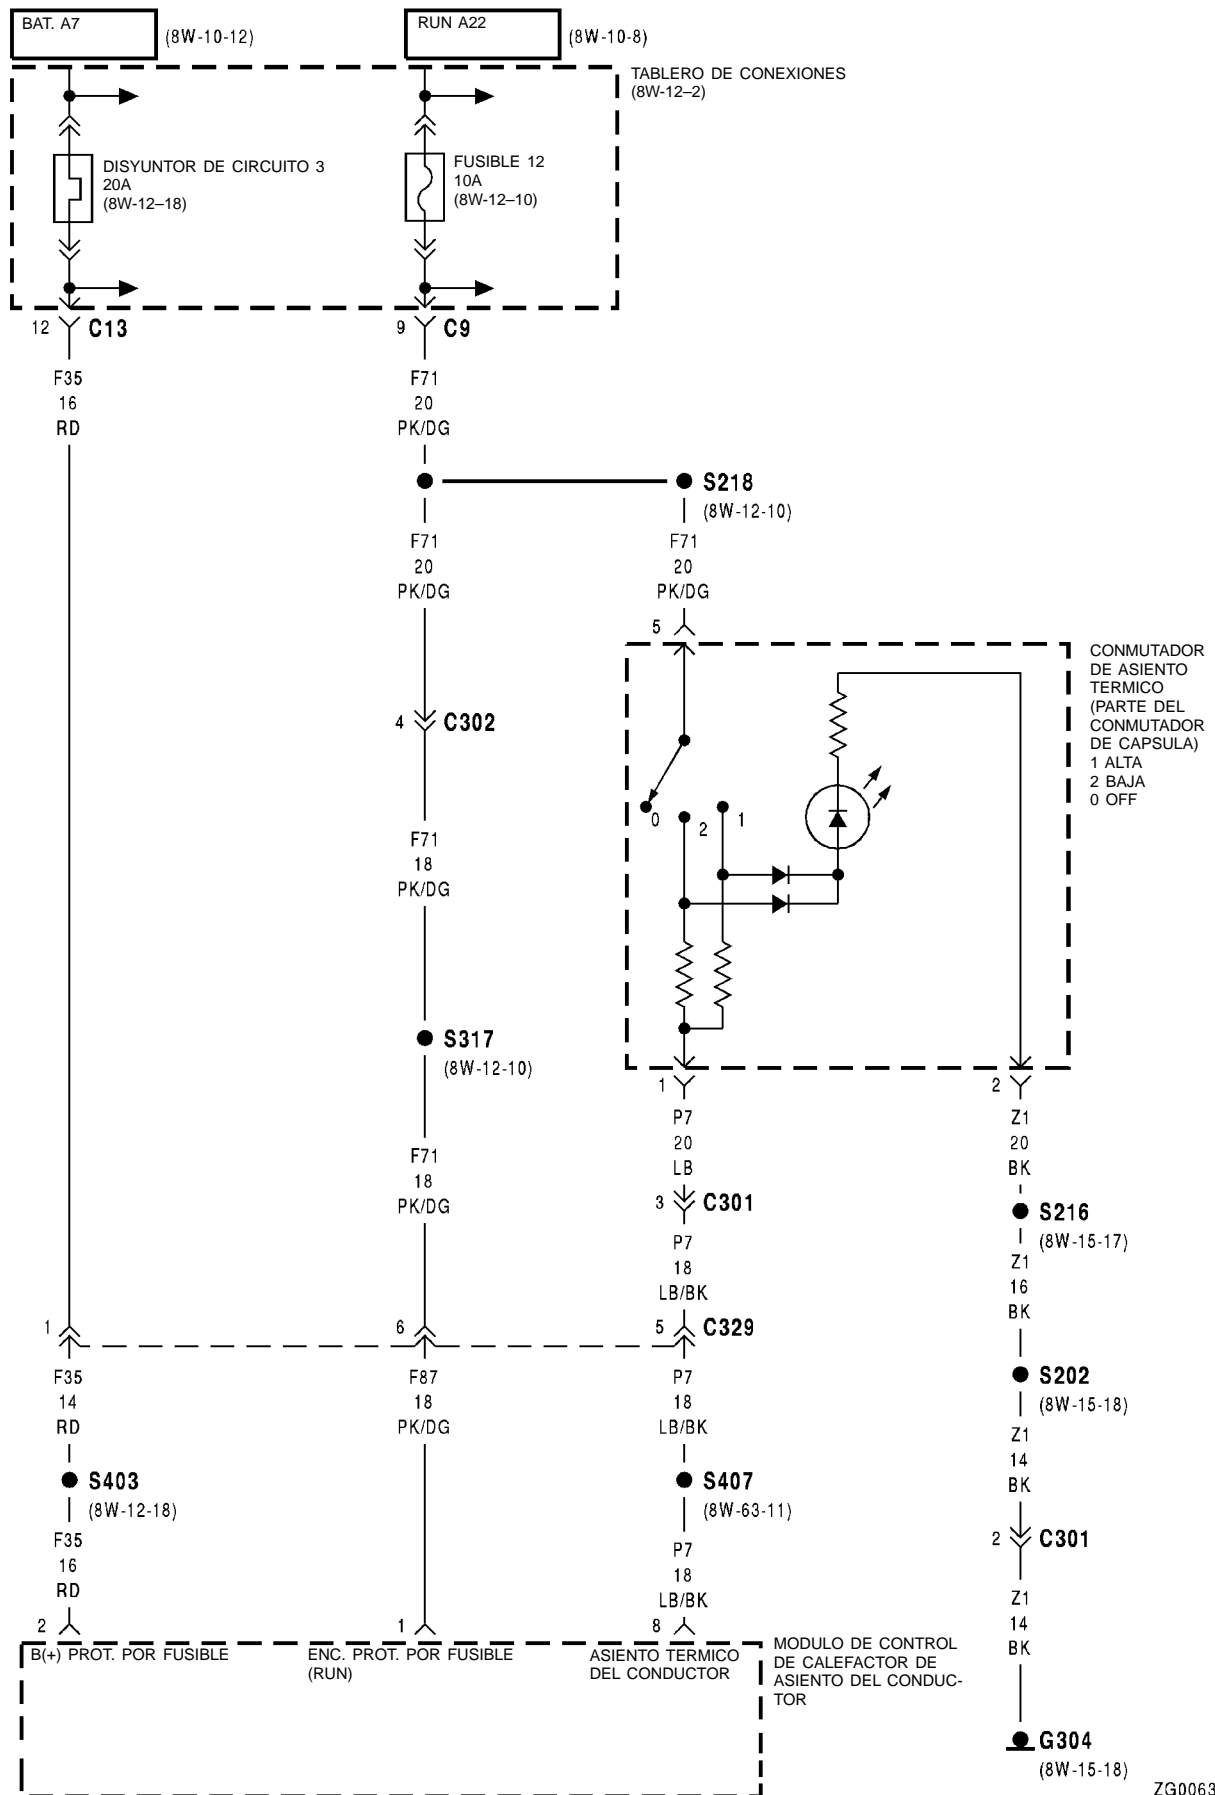 BAT. A7
(8W-10-12)
RUN A22
(8W-10-8)
TABLERO DE CONEXIONES
(8W-12–2)
DISYUNTOR DE CIRCUITO 3
20A
(8W-12–18)
FUSIBLE 12
10A
(8W-12–10)
12
C13
9
C9
F35
16
RD
F71
20
PK/DG
S218
(8W-12-10)
F71
20
PK/DG
F71
20
PK/DG
5
CONMUTADOR
DE ASIENTO
TERMICO
(PARTE DEL
CONMUTADOR
DE CAPSULA)
1 ALTA
2 BAJA
0 OFF
4
C302
0
2
1
F71
18
PK/DG
S317
(8W-12-10)
1
2
F71
18
PK/DG
P7
20
LB
Z1
20
BK
3
C301
S216
(8W-15-17)
P7
18
LB/BK
Z1
16
BK
1
6
5
C329
F35
14
RD
F87
18
PK/DG
P7
18
LB/BK
S202
(8W-15-18)
Z1
14
BK
S403
(8W-12-18)
S407
(8W-63-11)
2
C301
F35
16
RD
P7
18
LB/BK
Z1
14
BK
2
1
8
B(+) PROT. POR FUSIBLE
ENC. PROT. POR FUSIBLE
(RUN)
ASIENTO TERMICO
DEL CONDUCTOR
MODULO DE CONTROL
DE CALEFACTOR DE
ASIENTO DEL CONDUC-
TOR
G304
(8W-15-18)
ZG0063